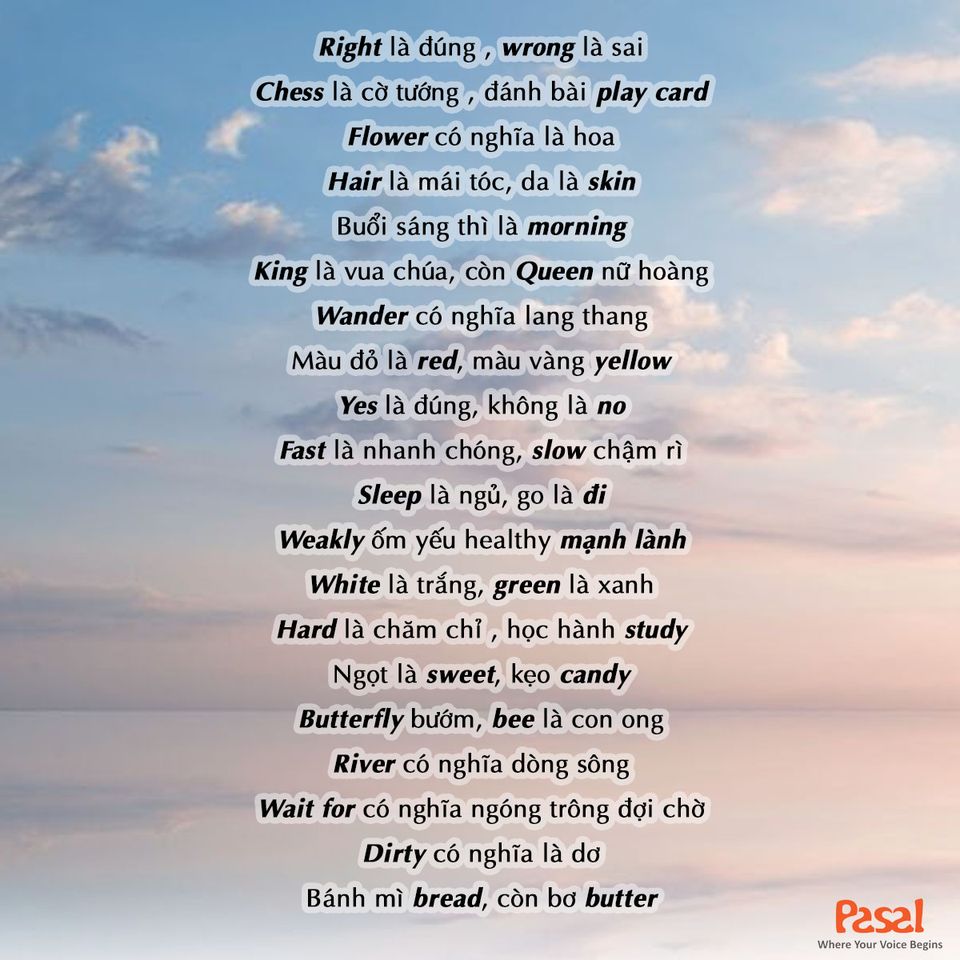 Right là đúng , wrong là sai
Chess là cờ tướng , đánh bài play card
Flower có nghĩa là hoa
Hair là mái tóc, da là skin
Buổi sáng thì là morning
King là vua chúa, còn Queen nữ hoàng
Wander có nghĩa lang thang
Màu đỏ là red, màu vàng yellow
Yes là đúng, không là no
Fast là nhanh chóng, slow chậm rì
Sleep là ngủ, go là đi
Weakly ốm yếu healthy mạnh lành
White là trắng, green là xanh
Hard là chăm chỉ , học hành study
Ngọt là sweet, kẹo candy
Butterfly bướm, bee là con ong
River có nghĩa dòng sông
Wait for có nghĩa ngóng trông đợi chờ
Dirty có nghĩa là dơ
Bánh mì bread, còn bơ butter
Pasal
Where Your Voice Begins